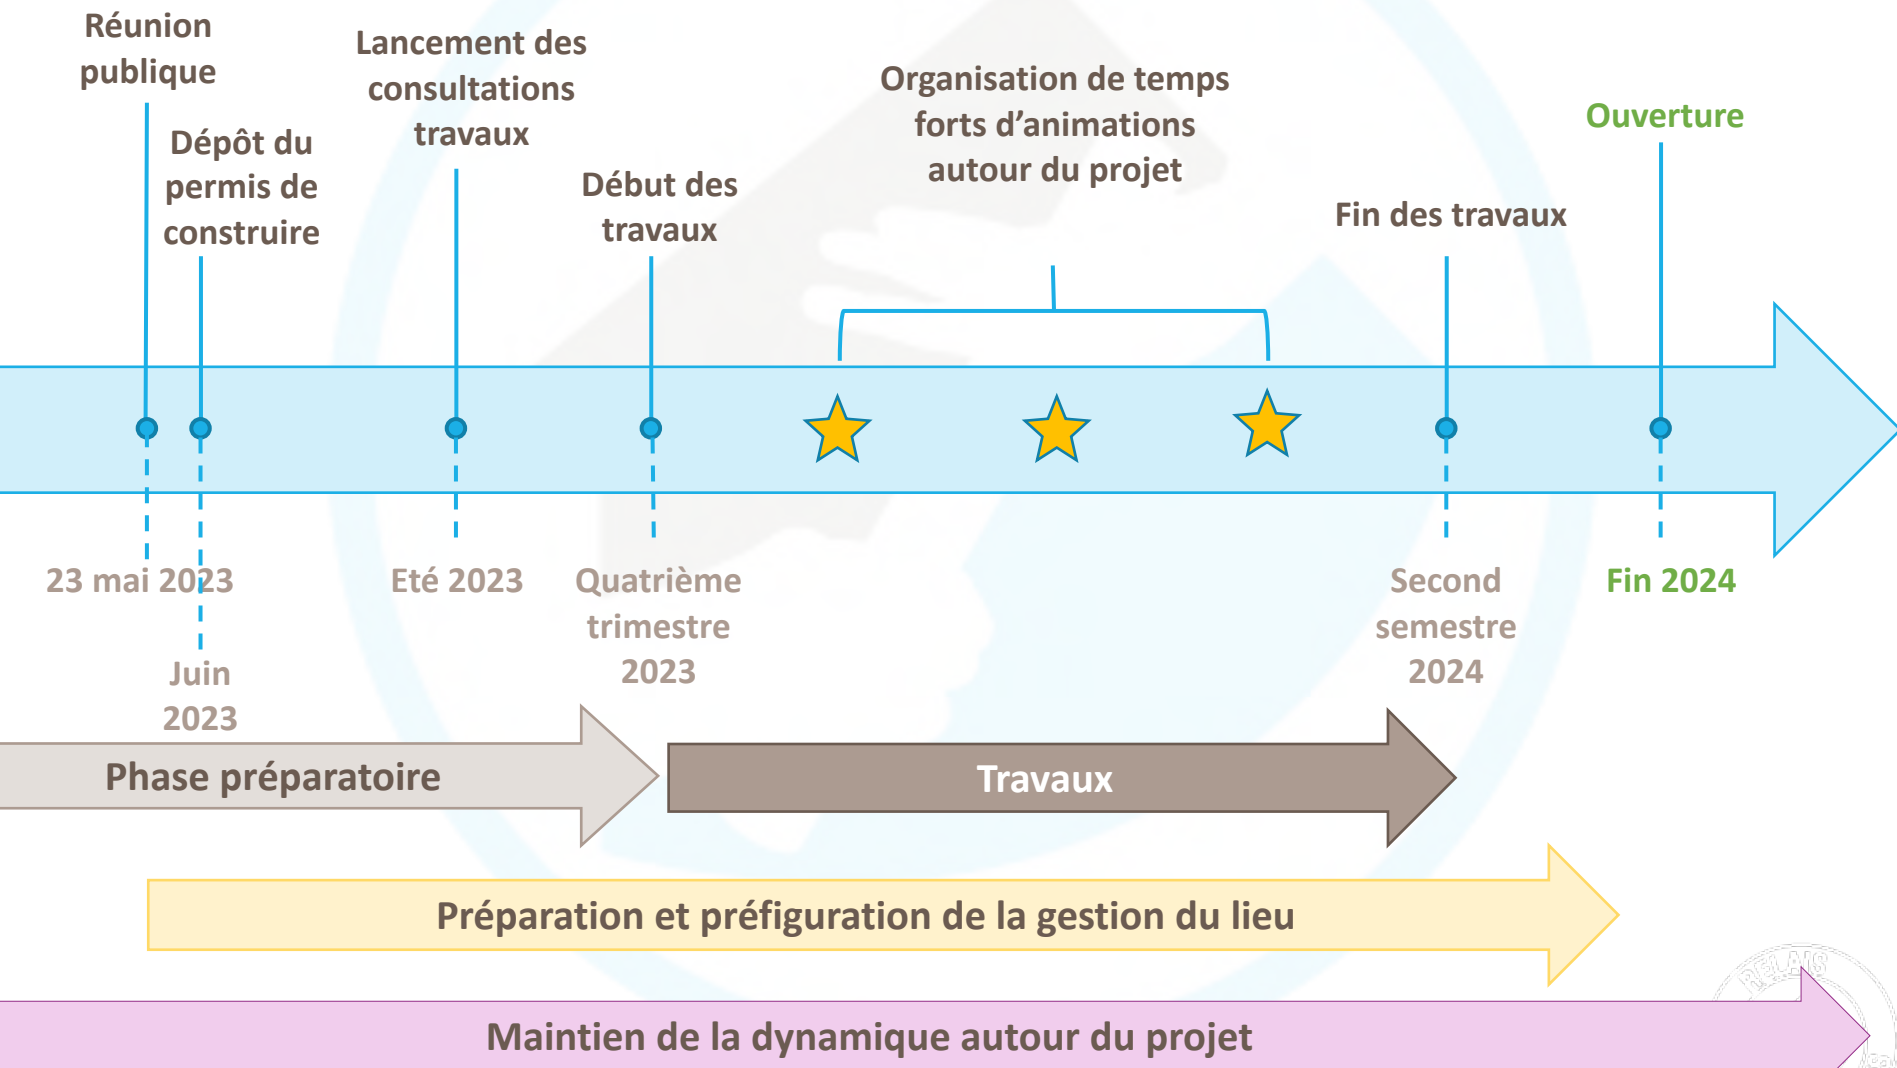 Réunion
publique
Lancement des
consultations
travaux
Dépôt du
permis de
construire
Début des
travaux
Organisation de temps
forts d’animations
autour du projet
Fin des travaux
Ouverture
23 mai 2023
Juin
2023
Eté 2023
Quatrième
trimestre
2023
Second
semestre
2024
Fin 2024
Phase préparatoire
Travaux
Préparation et préfiguration de la gestion du lieu
RELAIS
Maintien de la dynamique autour du projet